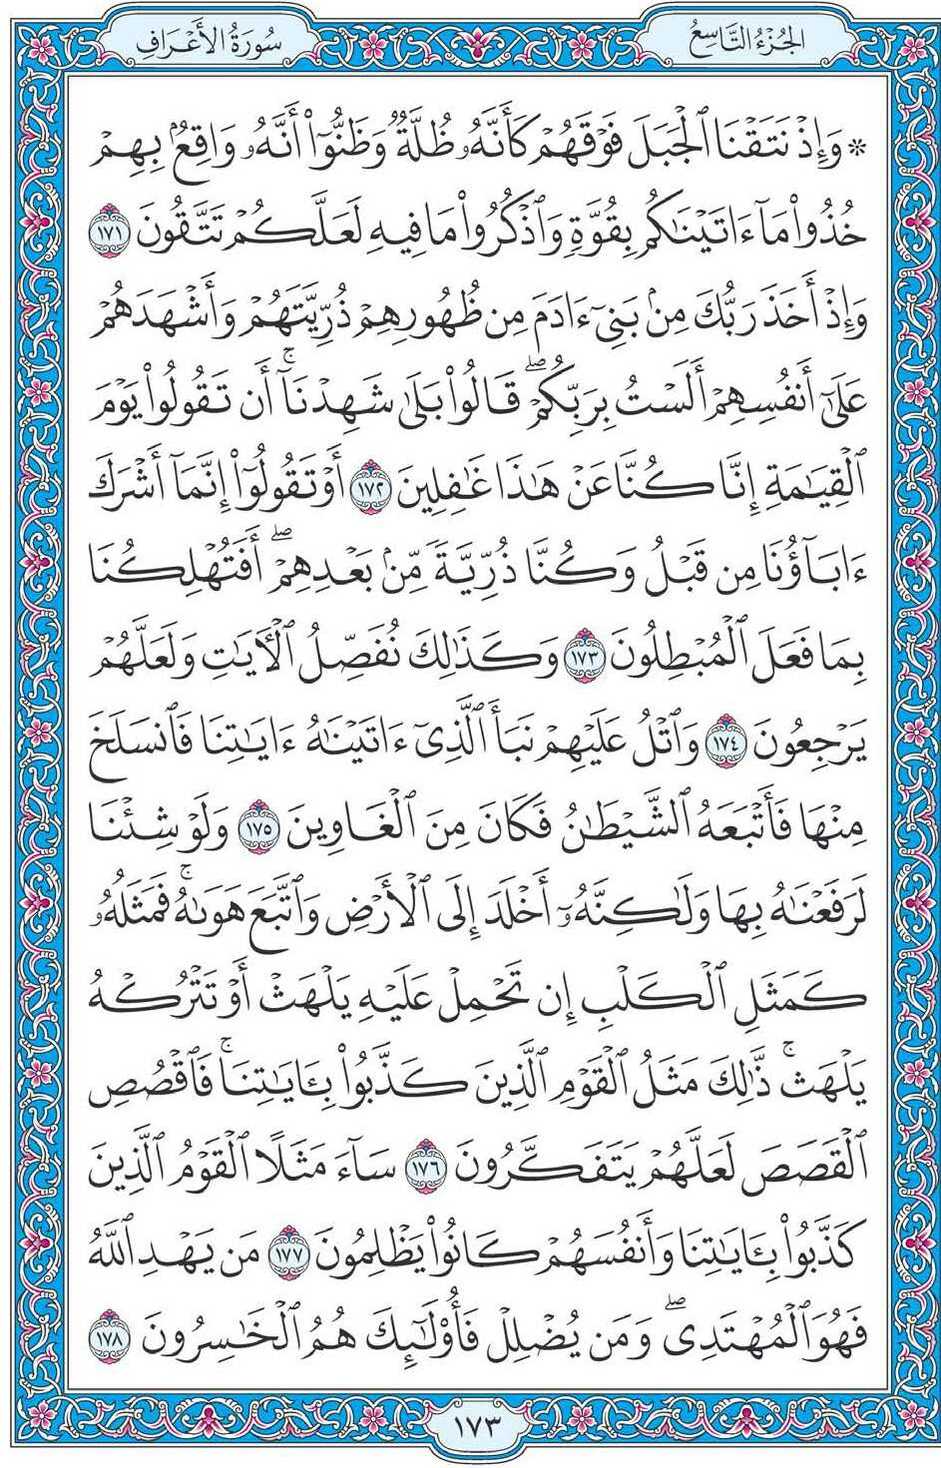 الجُزْءُ التَّاسِعُ
سُورَةُ الأَعْرَافِ
۞ وَإِذْ نَتَقْنَا ٱلْجَبَلَ فَوْقَهُمْ كَأَنَّهُۥ ظُلَّةٌ وَظَنُّوٓا۟ أَنَّهُۥ وَاقِعٌۢ بِهِمْ
خُذُوا۟ مَآ ءَاتَيْنَٰكُم بِقُوَّةٍ وَٱذْكُرُوا۟ مَا فِيهِ لَعَلَّكُمْ تَتَّقُونَ ١٧١
وَإِذْ أَخَذَ رَبُّكَ مِنۢ بَنِىٓ ءَادَمَ مِن ظُهُورِهِمْ ذُرِّيَّتَهُمْ وَأَشْهَدَهُمْ
عَلَىٰٓ أَنفُسِهِمْ أَلَسْتُ بِرَبِّكُمْ ۖ قَالُوا۟ بَلَىٰ شَهِدْنَآ ۚ أَن تَقُولُوا۟ يَوْمَ
ٱلْقِيَٰمَةِ إِنَّا كُنَّا عَنْ هَٰذَا غَٰفِلِينَ ١٧٢ أَوْ تَقُولُوٓا۟ إِنَّمَآ أَشْرَكَ
ءَابَآؤُنَا مِن قَبْلُ وَكُنَّا ذُرِّيَّةً مِّنۢ بَعْدِهِمْ ۖ أَفَتُهْلِكُنَا
بِمَا فَعَلَ ٱلْمُبْطِلُونَ ١٧٣ وَكَذَٰلِكَ نُفَصِّلُ ٱلْءَايَٰتِ وَلَعَلَّهُمْ
يَرْجِعُونَ ١٧٤ وَٱتْلُ عَلَيْهِمْ نَبَأَ ٱلَّذِىٓ ءَاتَيْنَٰهُ ءَايَٰتِنَا فَٱنسَلَخَ
مِنْهَا فَأَتْبَعَهُ ٱلشَّيْطَٰنُ فَكَانَ مِنَ ٱلْغَاوِينَ ١٧٥ وَلَوْ شِئْنَا
لَرَفَعْنَٰهُ بِهَا وَلَٰكِنَّهُۥٓ أَخْلَدَ إِلَى ٱلْأَرْضِ وَٱتَّبَعَ هَوَىٰهُ ۚ فَمَثَلُهُۥ
كَمَثَلِ ٱلْكَلْبِ إِن تَحْمِلْ عَلَيْهِ يَلْهَثْ أَوْ تَتْرُكْهُ
يَلْهَث ۚ ذَّٰلِكَ مَثَلُ ٱلْقَوْمِ ٱلَّذِينَ كَذَّبُوا۟ بِـَٔايَٰتِنَا ۚ فَٱقْصُصِ
ٱلْقَصَصَ لَعَلَّهُمْ يَتَفَكَّرُونَ ١٧٦ سَآءَ مَثَلًا ٱلْقَوْمُ ٱلَّذِينَ
كَذَّبُوا۟ بِـَٔايَٰتِنَا وَأَنفُسَهُمْ كَانُوا۟ يَظْلِمُونَ ١٧٧ مَن يَهْدِ ٱللَّهُ
فَهُوَ ٱلْمُهْتَدِى ۖ وَمَن يُضْلِلْ فَأُو۟لَٰٓئِكَ هُمُ ٱلْخَٰسِرُونَ ١٧٨
١٧٣